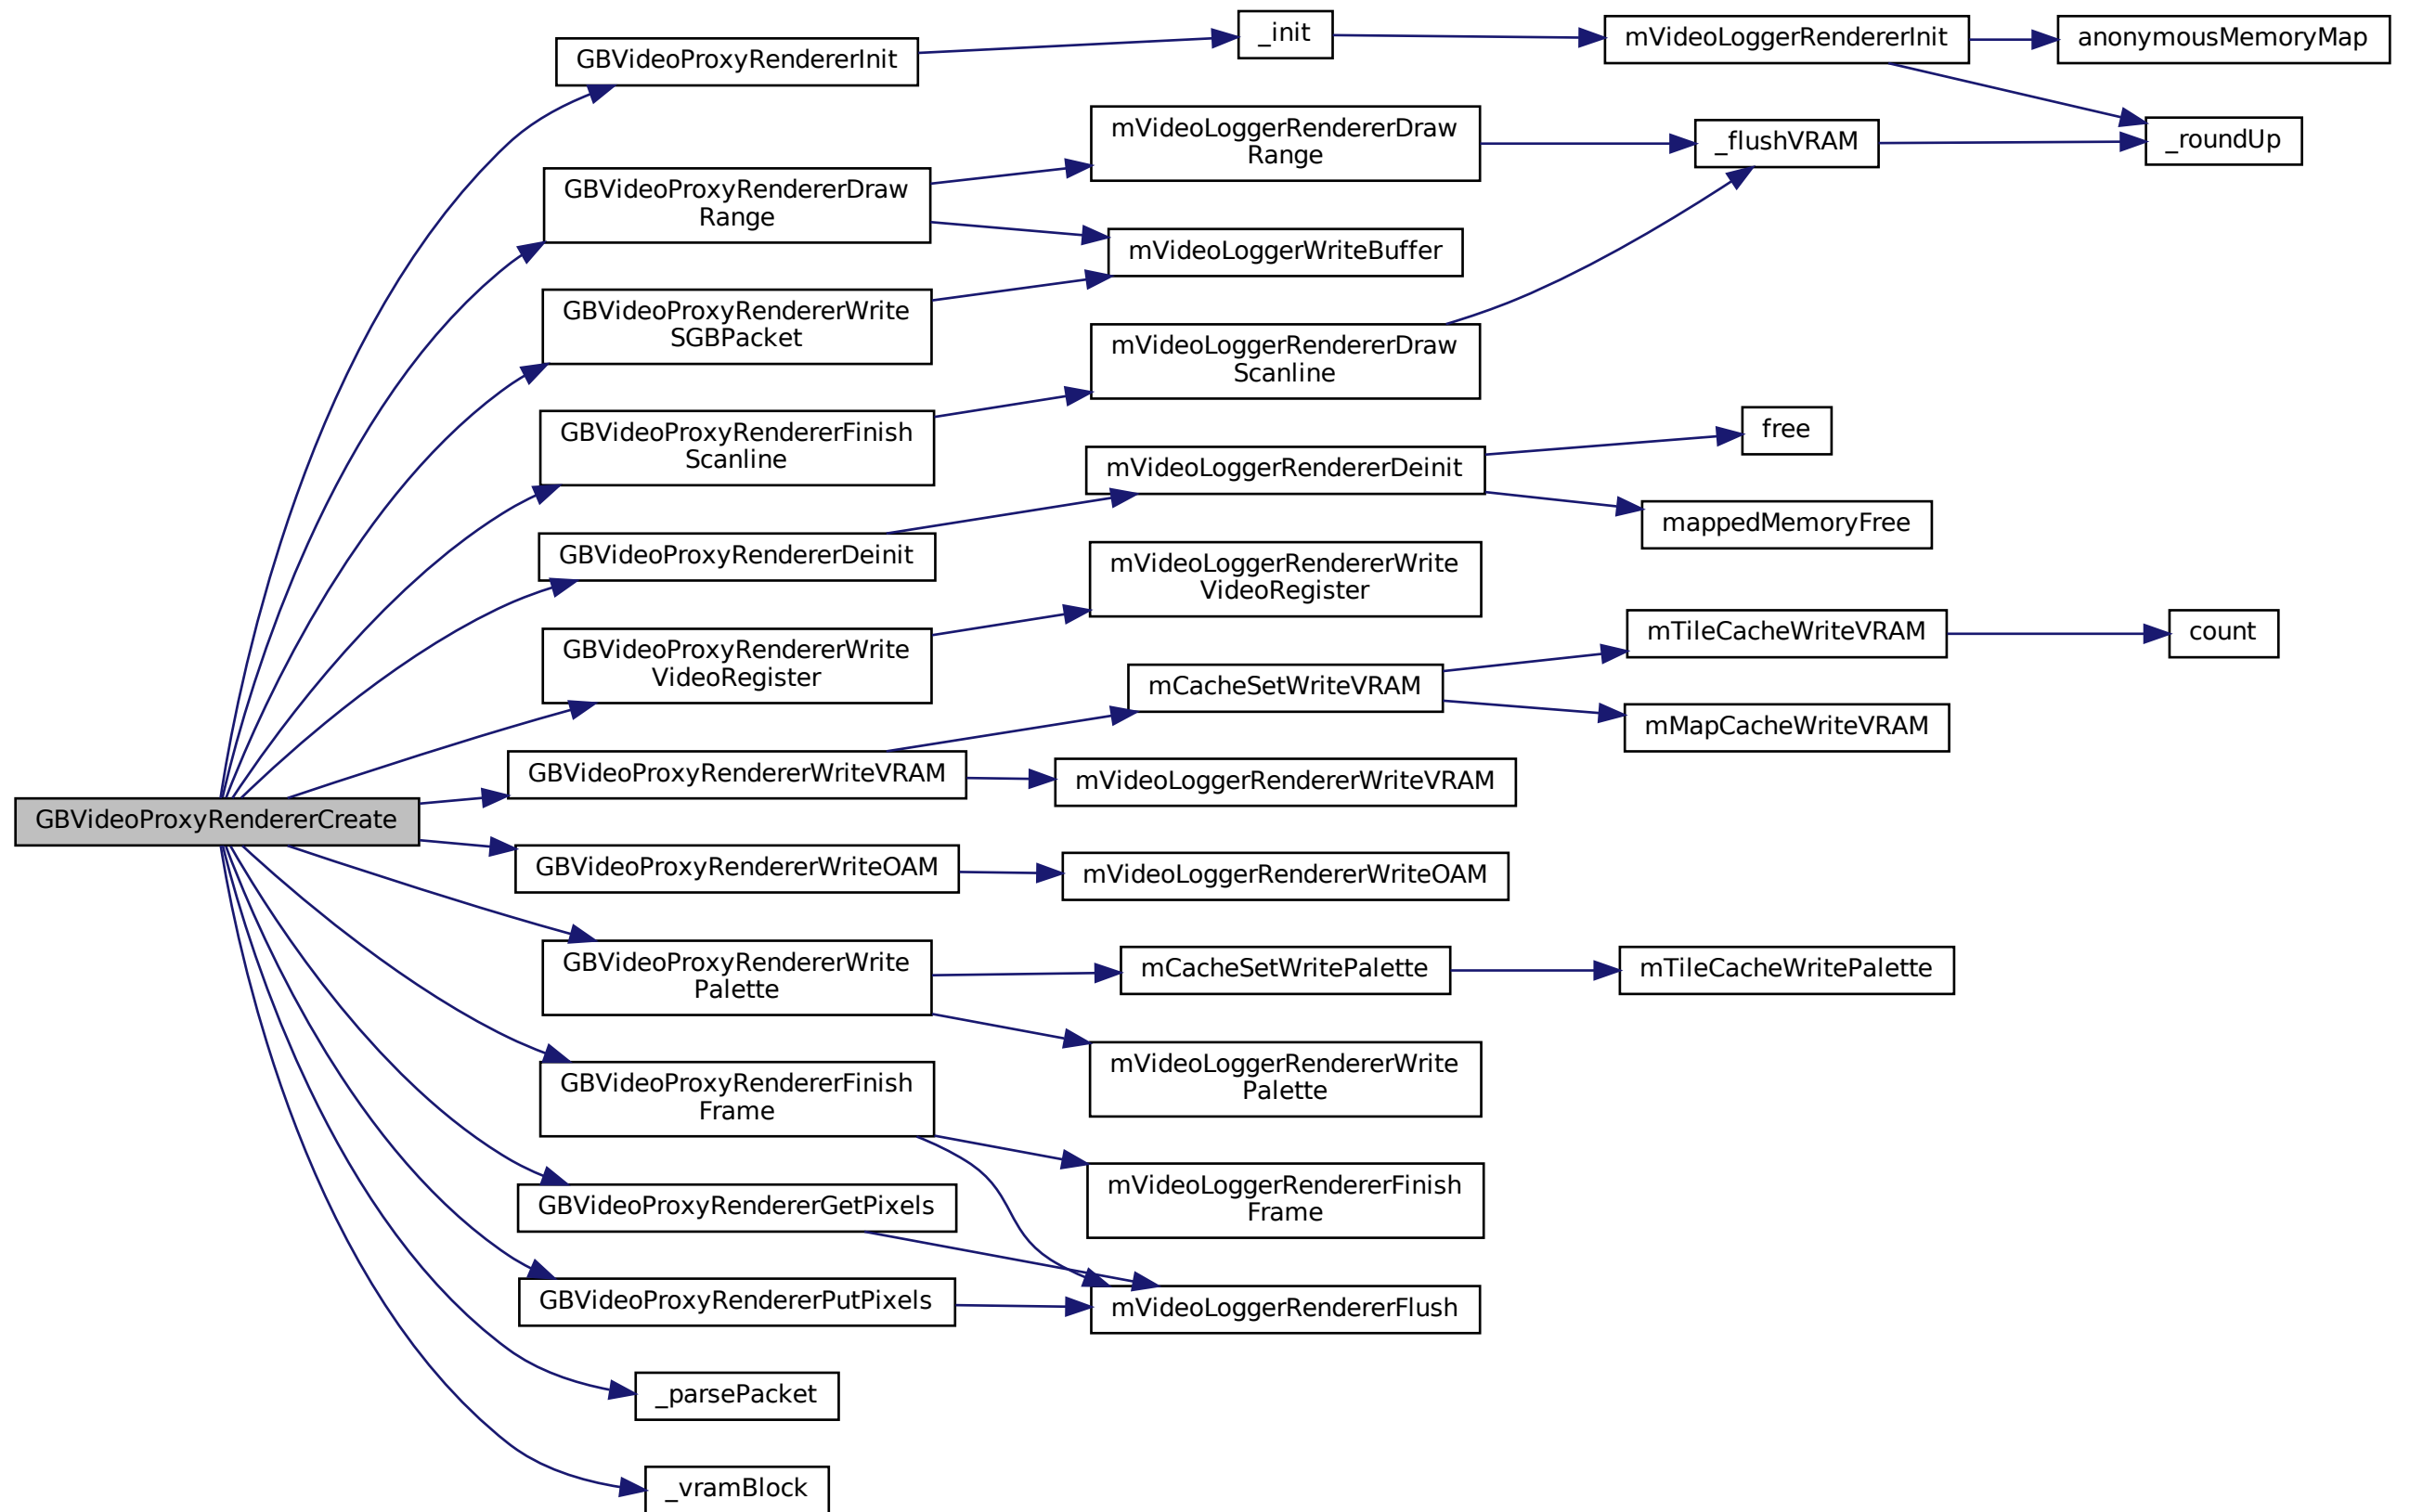 GBVideoProxyRendererCreate
GBVideoProxyRendererInit
_init
mVideoLoggerRendererInit
anonymousMemoryMap
_roundUp
GBVideoProxyRendererDraw
Range
mVideoLoggerRendererDraw
Range
_flushVRAM
mVideoLoggerWriteBuffer
GBVideoProxyRendererWrite
SGBPacket
GBVideoProxyRendererFinish
Scanline
mVideoLoggerRendererDraw
Scanline
GBVideoProxyRendererDeinit
mVideoLoggerRendererDeinit
free
mappedMemoryFree
GBVideoProxyRendererWrite
VideoRegister
mVideoLoggerRendererWrite
VideoRegister
GBVideoProxyRendererWriteVRAM
mCacheSetWriteVRAM
mTileCacheWriteVRAM
count
mMapCacheWriteVRAM
mVideoLoggerRendererWriteVRAM
GBVideoProxyRendererWriteOAM
mVideoLoggerRendererWriteOAM
GBVideoProxyRendererWrite
Palette
mCacheSetWritePalette
mTileCacheWritePalette
mVideoLoggerRendererWrite
Palette
GBVideoProxyRendererFinish
Frame
mVideoLoggerRendererFinish
Frame
GBVideoProxyRendererGetPixels
mVideoLoggerRendererFlush
GBVideoProxyRendererPutPixels
_parsePacket
_vramBlock